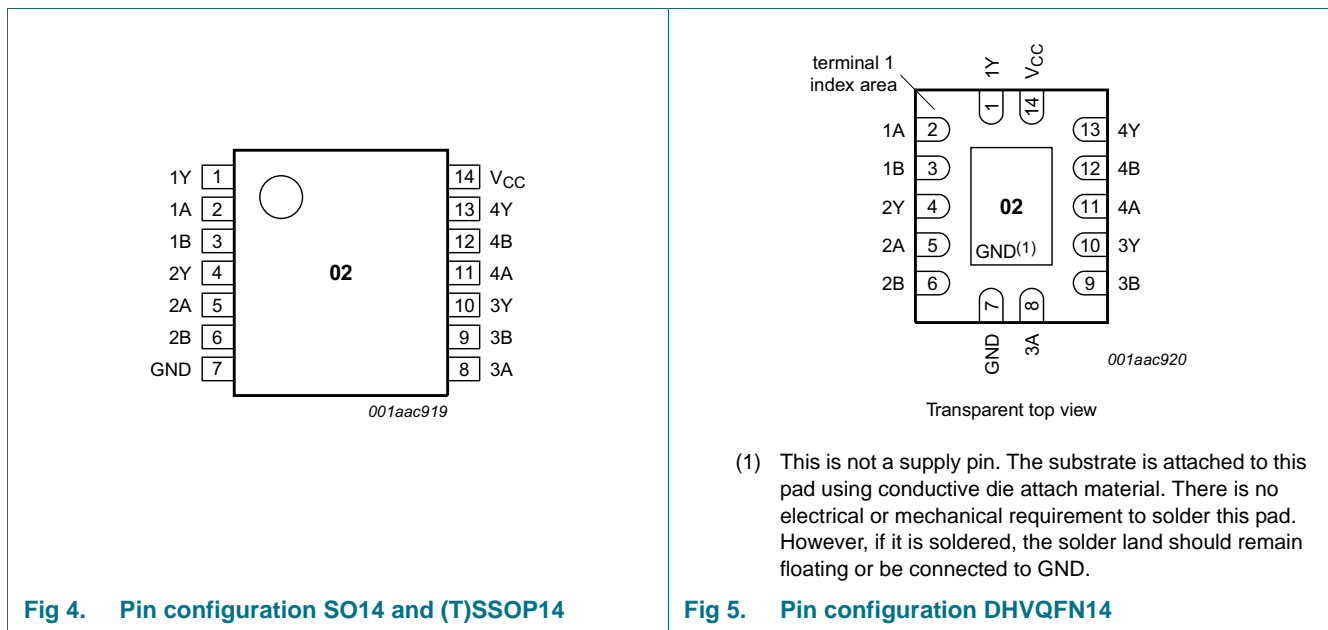 1Y 1
1A 2
1B 3
2Y 4
2A 5
2B 6
GND 7
02
14 VCC
13 4Y
12 4B
11 4A
10 3Y
9 3B
8 3A
001aac919
Fig 4. Pin configuration SO14 and (T)SSOP14
terminal 1
index area
1Y
VCC
1
14
1A 2
1B 3
2Y 4
2A 5
2B 6
02
GND(1)
13 4Y
12 4B
11 4A
10 3Y
9 3B
7
8
GND
3A
001aac920
Transparent top view
(1) This is not a supply pin. The substrate is attached to this
pad using conductive die attach material. There is no
electrical or mechanical requirement to solder this pad.
However, if it is soldered, the solder land should remain
floating or be connected to GND.
Fig 5. Pin configuration DHVQFN14